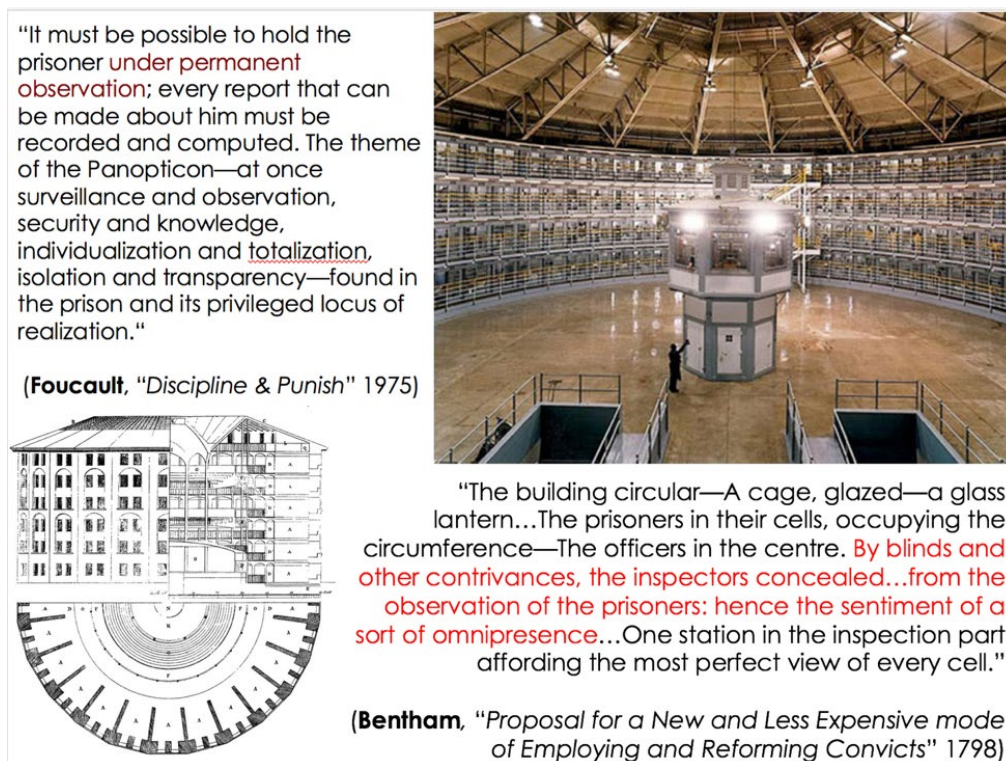 “It must be possible to hold the
prisoner under permanent
observation; every report that can
be made about him must be
recorded and computed. The theme
of the Panopticon—at once
surveillance and observation,
security and knowledge,
individualization and totalization,
isolation and transparency—found in
the prison and its privileged locus of
realization.“
(Foucault, “Discipline & Punish” 1975)
“The building circular—A cage, glazed—a glass
lantern…The prisoners in their cells, occupying the
circumference—The officers in the centre. By blinds and
other contrivances, the inspectors concealed…from the
observation of the prisoners: hence the sentiment of a
sort of omnipresence…One station in the inspection part
affording the most perfect view of every cell.”
(Bentham, “Proposal for a New and Less Expensive mode
of Employing and Reforming Convicts” 1798)